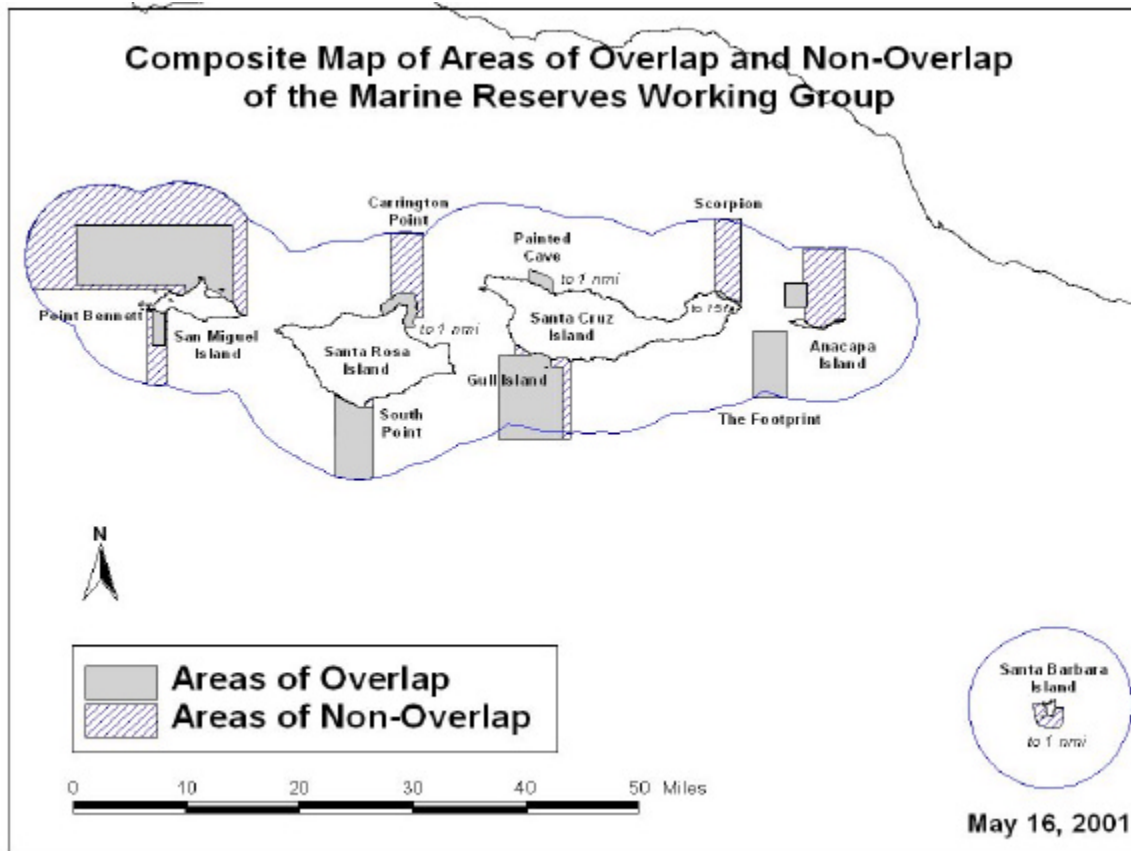 Composite Map of Areas of Overlap and Non-Overlap
of the Marine Reserves Working Group
Carrington
Point
Scorpion
Painted
Cave
to 1 nmi
Point Bennett
San Miguel
Island
to 1 nmi
Santa Cruz
Island
Santa Rosa
Island
Anacapa
Island
Gull Island
South
Point
The Footprint
N
Areas of Overlap
Areas of Non-Overlap
Santa Barbara
Island
to 1 nmi
0 10 20 30 40 50 Miles
May 16, 2001